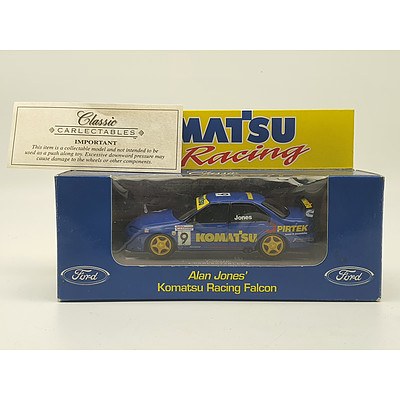 Classic
CARLECTABLES
IMPORTANT
This item is a collectable model and not intended to be
used as a push along toy. Excessive downward pressure may
cause damage to the wheels or other components.
MATSU
Racing
Classic
Jones
9
KOMATSU
PIRTEK
Ford
Alan Jones'
Komatsu Racing Falcon
Ford